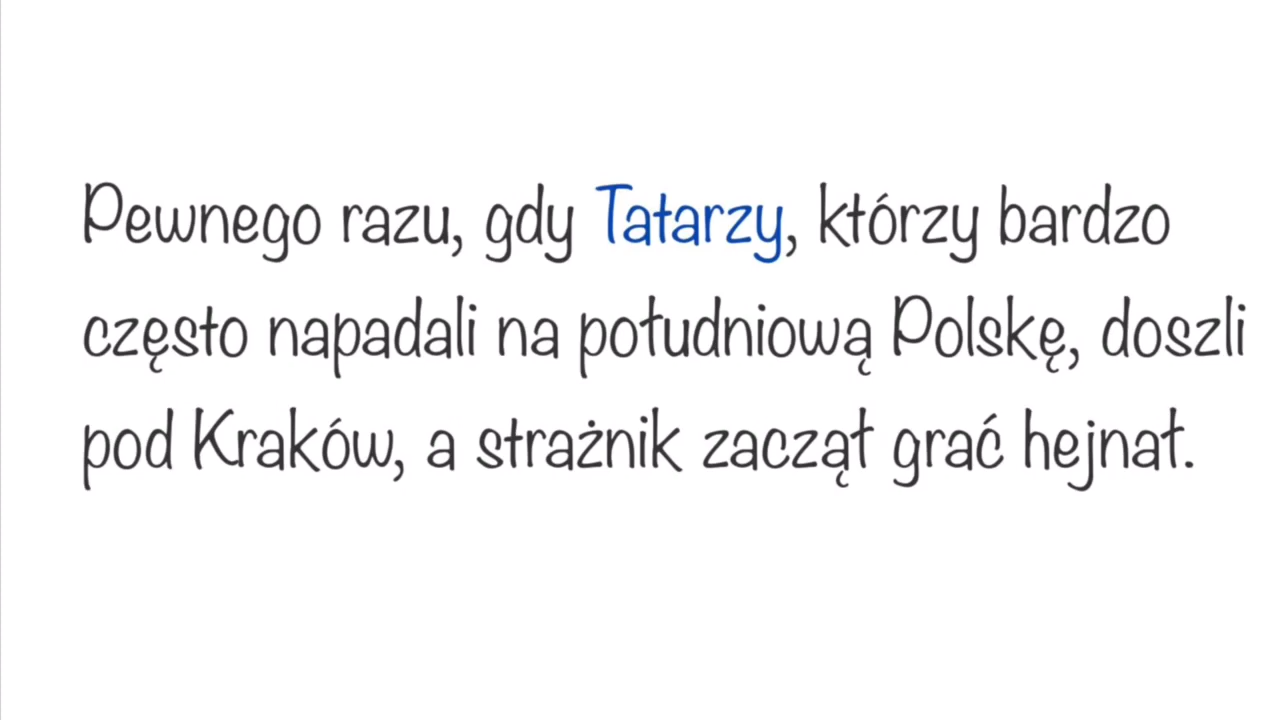 Pewnego razu, gdy Tatarzy, którzy bardzo
często napadali na południową Polskę, doszli
pod Kraków, a strażnik zaczął grać hejnał.